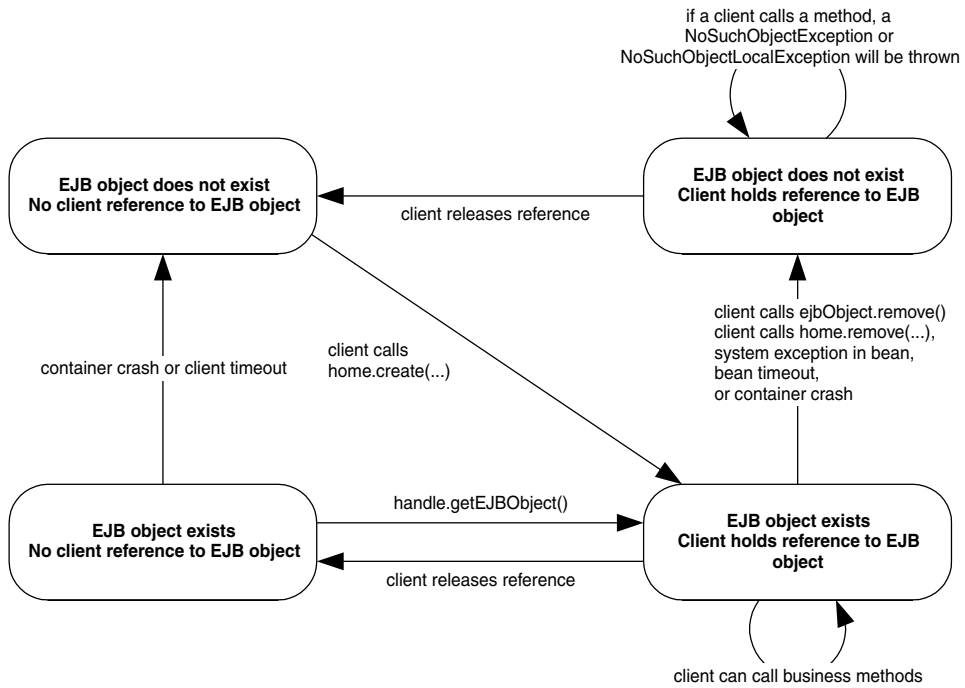 if a client calls a method, a
NoSuchObjectException or
NoSuchObjectLocalException will be thrown
EJB object does not exist
No client reference to EJB object
client releases reference
EJB object does not exist
Client holds reference to EJB
object
container crash or client timeout
client calls
home.create(...)
client calls ejbObject.remove()
client calls home.remove(...),
system exception in bean,
bean timeout,
or container crash
EJB object exists
No client reference to EJB object
handle.getEJBObject()
client releases reference
EJB object exists
Client holds reference to EJB
object
client can call business methods